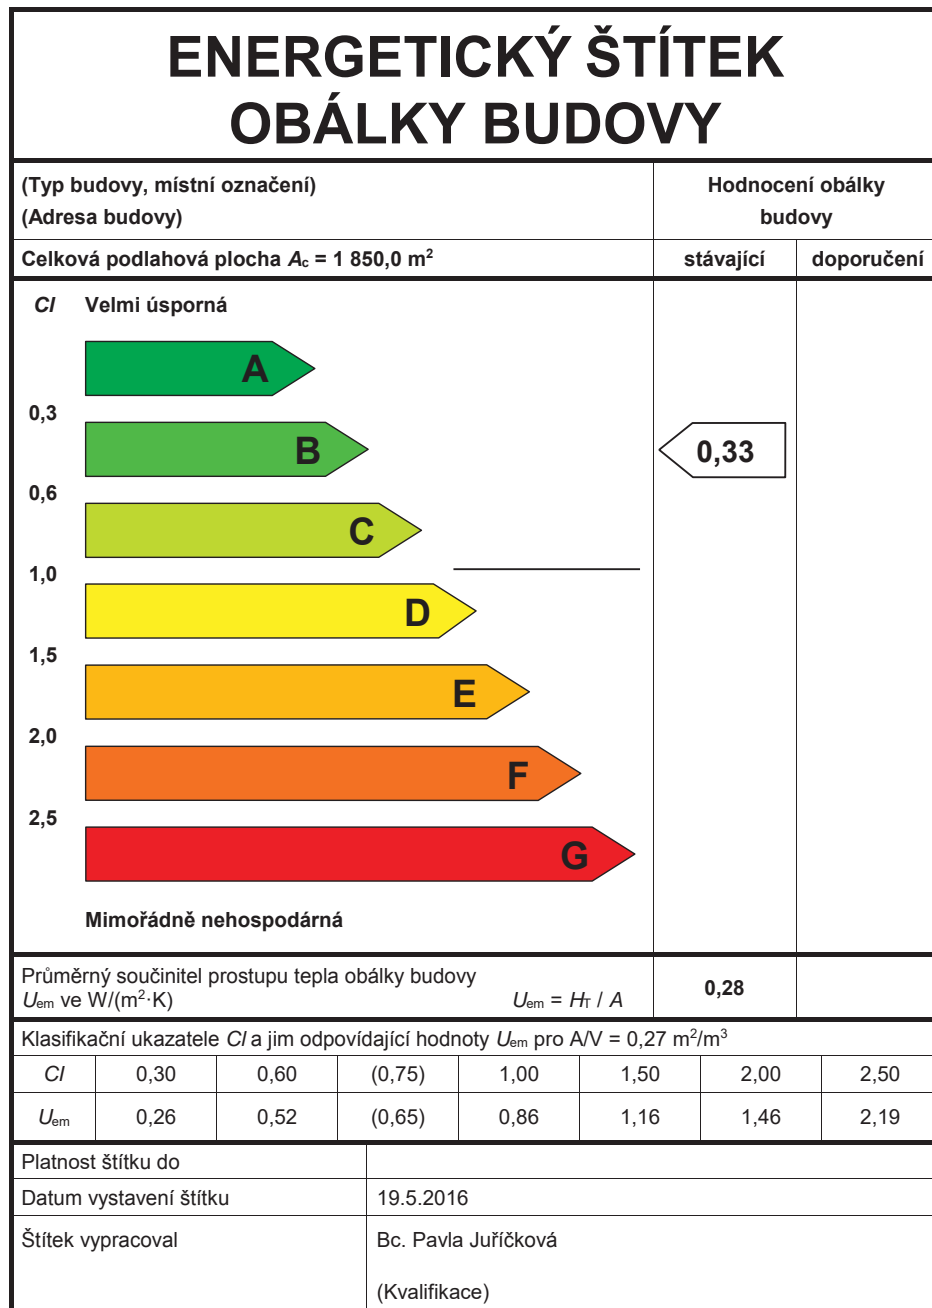 ENERGETICKÝ ŠTÍTEK
OBÁLKY BUDOVY
(Typ budovy, místní označení)
(Adresa budovy)
Hodnocení obálky
budovy
Celková podlahová plocha Ac = 1 850,0 m²
stávající
doporučení
CI Velmi úsporná
A
0,3
B
0,33
0,6
C
1,0
D
1,5
E
2,0
F
2,5
G
Mimořádně nehospodárná
Průměrný součinitel prostupu tepla obálky budovy
Uem ve W/(m²·K) Uem = HT / A
0,28
Klasifikační ukazatele CI a jim odpovídající hodnoty Uem pro A/V = 0,27 m²/m³
CI 0,30 0,60 (0,75) 1,00 1,50 2,00 2,50
Uem 0,26 0,52 (0,65) 0,86 1,16 1,46 2,19
Platnost štítku do
Datum vystavení štítku 19.5.2016
Štítek vypracoval Bc. Pavla Juříčková
(Kvalifikace)